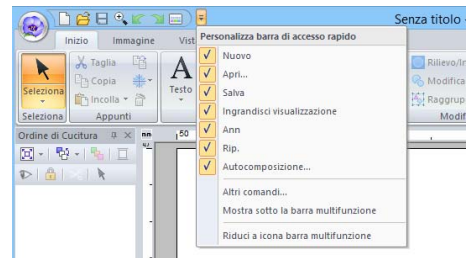 Senza titolo -
Inizio Immagine Vist
Personalizza barra di accesso rapido
Nuovo
Apri...
Salva
Ingrandisci visualizzazione
Ann
Rip.
Autocomposizione...
Altri comandi...
Mostra sotto la barra multifunzione
Riduci a icona barra multifunzione
Seleziona
Taglia
Copia
Incolla
Testo
Rilievo/In
Modifica
Raggrup
Seleziona Appunti Modif
Ordine di Cucitura
mm
50